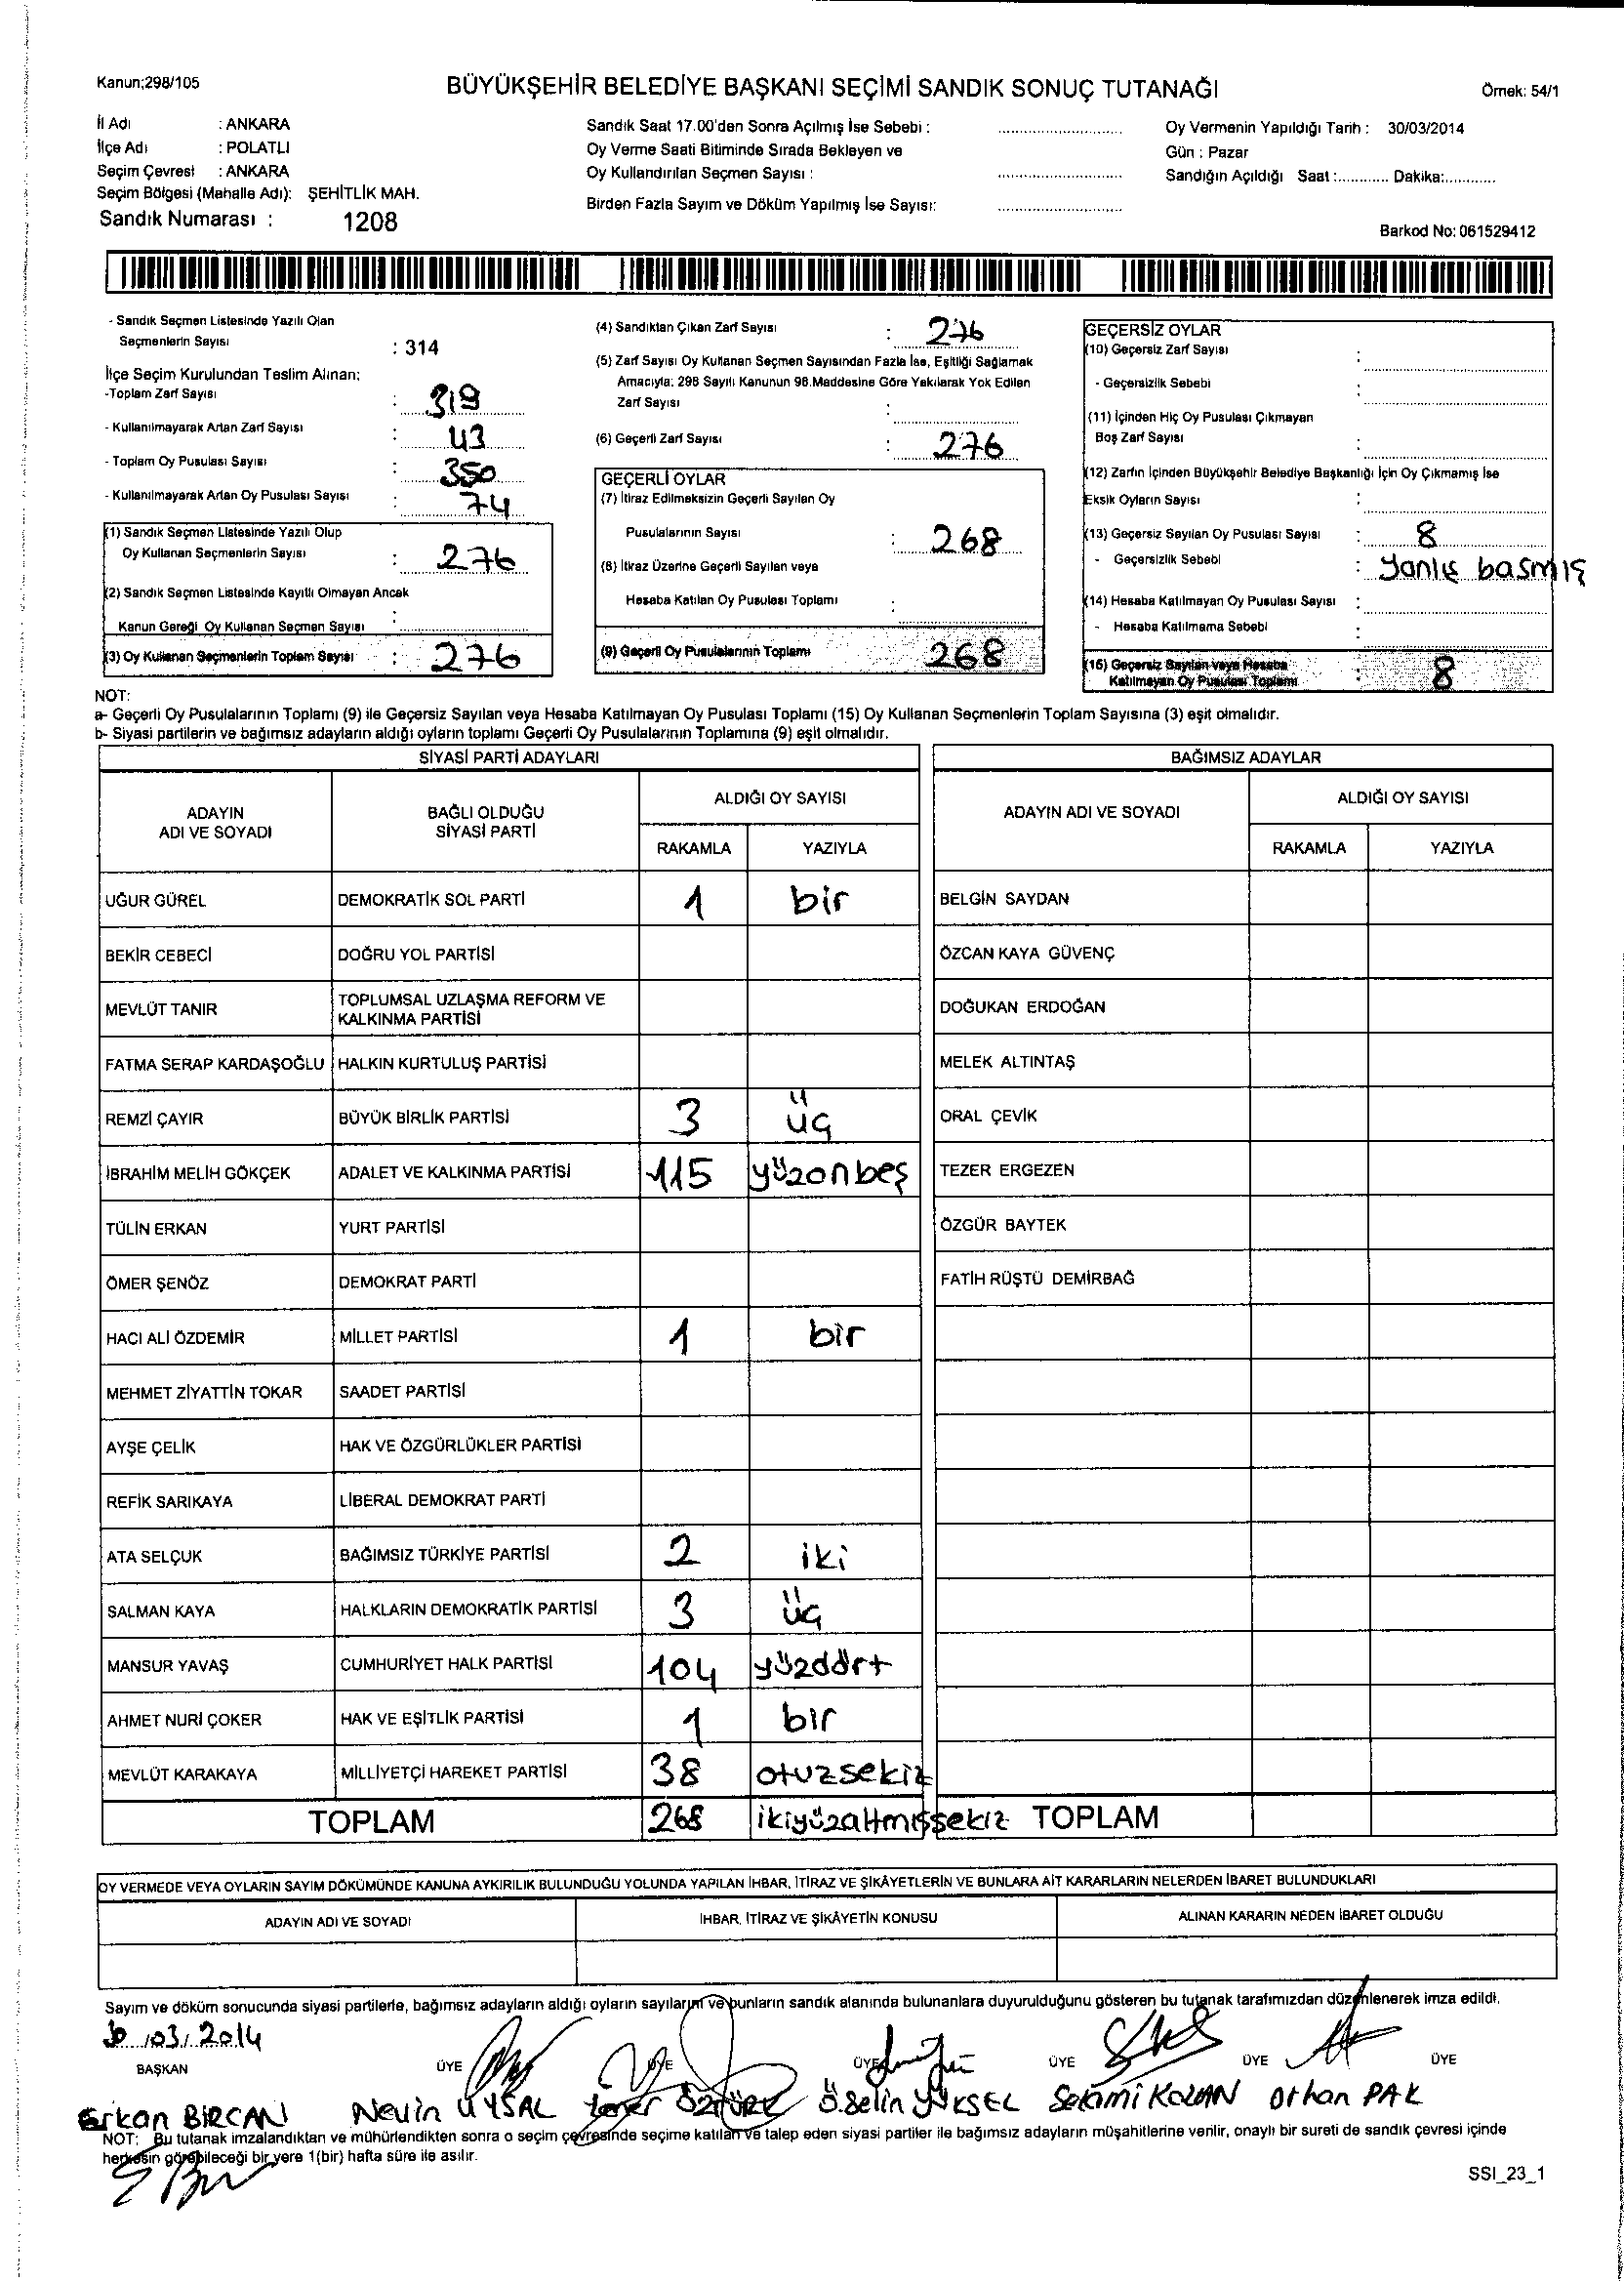 Kanun;298/105
BÜYÜKŞEHİR BELEDİYE BAŞKANI SEÇİMİ SANDIK SONUÇ TUTANAĞI
Örnek: 54/1
İl Adı : ANKARA
İlçe Adı : POLATLI
Seçim Çevresi : ANKARA
Seçim Bölgesi (Mahalle Adı): ŞEHİTLİK MAH.
Sandık Numarası : 1208
Sandık Saat 17.00'den Sonra Açılmış İse Sebebi :
Oy Verme Saati Bitiminde Sırada Bekleyen ve
Oy Kullandırılan Seçmen Sayısı :
Birden Fazla Sayım ve Döküm Yapılmış İse Sayısı:
Oy Vermenin Yapıldığı Tarih : 30/03/2014
Gün : Pazar
Sandığın Açıldığı Saat :............ Dakika:............
Barkod No: 061529412
- Sandık Seçmen Listesinde Yazılı Olan
Seçmenlerin Sayısı : 314
İlçe Seçim Kurulundan Teslim Alınan:
-Toplam Zarf Sayısı : 319
- Kullanılmayarak Artan Zarf Sayısı : 43
- Toplam Oy Pusulası Sayısı : 350
- Kullanılmayarak Artan Oy Pusulası Sayısı : 74
(1) Sandık Seçmen Listesinde Yazılı Olup
Oy Kullanan Seçmenlerin Sayısı : 276
(2) Sandık Seçmen Listesinde Kayıtlı Olmayan Ancak
Kanun Gereği Oy Kullanan Seçmen Sayısı :
(3) Oy Kullanan Seçmenlerin Toplam Sayısı : 276
(4) Sandıktan Çıkan Zarf Sayısı : 276
(5) Zarf Sayısı Oy Kullanan Seçmen Sayısından Fazla İse, Eşitliği Sağlamak
Amacıyla: 298 Sayılı Kanunun 98.Maddesine Göre Yakılarak Yok Edilen
Zarf Sayısı :
(6) Geçerli Zarf Sayısı : 276
GEÇERLİ OYLAR
(7) İtiraz Edilmeksizin Geçerli Sayılan Oy
Pusulalarının Sayısı : 268
(8) İtiraz Üzerine Geçerli Sayılan veya
Hesaba Katılan Oy Pusulası Toplamı :
(9) Geçerli Oy Pusulalarının Toplamı 268
GEÇERSİZ OYLAR
(10) Geçersiz Zarf Sayısı :
- Geçersizlik Sebebi :
(11) İçinden Hiç Oy Pusulası Çıkmayan
Boş Zarf Sayısı :
(12) Zarfın İçinden Büyükşehir Belediye Başkanlığı İçin Oy Çıkmamış İse
Eksik Oyların Sayısı :
(13) Geçersiz Sayılan Oy Pusulası Sayısı : 8
- Geçersizlik Sebebi : Yanlış basmış
(14) Hesaba Katılmayan Oy Pusulası Sayısı :
- Hesaba Katılmama Sebebi :
(15) Geçersiz Sayılan veya Hesaba
Katılmayan Oy Pusulası Toplamı : 8
NOT:
a- Geçerli Oy Pusulalarının Toplamı (9) ile Geçersiz Sayılan veya Hesaba Katılmayan Oy Pusulası Toplamı (15) Oy Kullanan Seçmenlerin Toplam Sayısına (3) eşit olmalıdır.
b- Siyasi partilerin ve bağımsız adayların aldığı oyların toplamı Geçerli Oy Pusulalarının Toplamına (9) eşit olmalıdır.
SİYASİ PARTİ ADAYLARI
ADAYIN ADI VE SOYADI BAĞLI OLDUĞU SİYASİ PARTİ ALDIĞI OY SAYISI
RAKAMLA YAZIYLA
UĞUR GÜREL DEMOKRATİK SOL PARTİ 1 bir
BEKİR CEBECİ DOĞRU YOL PARTİSİ
MEVLÜT TANIR TOPLUMSAL UZLAŞMA REFORM VE KALKINMA PARTİSİ
FATMA SERAP KARDAŞOĞLU HALKIN KURTULUŞ PARTİSİ
REMZİ ÇAYIR BÜYÜK BİRLİK PARTİSİ 3 üç
İBRAHİM MELİH GÖKÇEK ADALET VE KALKINMA PARTİSİ 115 yüzonbeş
TÜLİN ERKAN YURT PARTİSİ
ÖMER ŞENÖZ DEMOKRAT PARTİ
HACI ALİ ÖZDEMİR MİLLET PARTİSİ 1 bir
MEHMET ZİYATTİN TOKAR SAADET PARTİSİ
AYŞE ÇELİK HAK VE ÖZGÜRLÜKLER PARTİSİ
REFİK SARIKAYA LİBERAL DEMOKRAT PARTİ
ATA SELÇUK BAĞIMSIZ TÜRKİYE PARTİSİ 2 iki
SALMAN KAYA HALKLARIN DEMOKRATİK PARTİSİ 3 üç
MANSUR YAVAŞ CUMHURİYET HALK PARTİSİ 104 yüzdört
AHMET NURİ ÇOKER HAK VE EŞİTLİK PARTİSİ 1 bir
MEVLÜT KARAKAYA MİLLİYETÇİ HAREKET PARTİSİ 38 otuzsekiz
TOPLAM 268 ikiyüzaltmışsekiz
BAĞIMSIZ ADAYLAR
ADAYIN ADI VE SOYADI ALDIĞI OY SAYISI
RAKAMLA YAZIYLA
BELGİN SAYDAN
ÖZCAN KAYA GÜVENÇ
DOĞUKAN ERDOĞAN
MELEK ALTINTAŞ
ORAL ÇEVİK
TEZER ERGEZEN
ÖZGÜR BAYTEK
FATİH RÜŞTÜ DEMİRBAĞ
TOPLAM
OY VERMEDE VEYA OYLARIN SAYIM DÖKÜMÜNDE KANUNA AYKIRILIK BULUNDUĞU YOLUNDA YAPILAN İHBAR, İTİRAZ VE ŞİKÂYETLERİN VE BUNLARA AİT KARARLARIN NELERDEN İBARET BULUNDUKLARI
ADAYIN ADI VE SOYADI İHBAR, İTİRAZ VE ŞİKÂYETİN KONUSU ALINAN KARARIN NEDEN İBARET OLDUĞU
Sayım ve döküm sonucunda siyasi partilerle, bağımsız adayların aldığı oyların sayılarını ve bunların sandık alanında bulunanlara duyurulduğunu gösteren bu tutanak tarafımızdan düzenlenerek imza edildi.
30/03/2014
BAŞKAN ÜYE ÜYE ÜYE ÜYE ÜYE ÜYE
Erkan BİRCAN Nevin UYSAL ÖZTÜRK Ö.Selin YÜKSEL Selami KOZAN Orhan PAK
NOT: Bu tutanak imzalandıktan ve mühürlendikten sonra o seçim çevresinde seçime katılan ve talep eden siyasi partiler ile bağımsız adayların müşahitlerine verilir, onaylı bir sureti de sandık çevresi içinde
herkesin görebileceği bir yere 1(bir) hafta süre ile asılır.
SSI_23_1